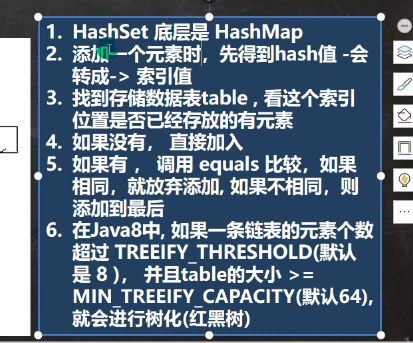 1. HashSet 底层是 HashMap
2. 添加一个元素时，先得到hash值 -会
转成-> 索引值
3. 找到存储数据表table , 看这个索引
位置是否已经存放的有元素
4. 如果没有， 直接加入
5. 如果有 ， 调用 equals 比较，如果
相同，就放弃添加, 如果不相同，则
添加到最后
6. 在Java8中, 如果一条链表的元素个数
超过 TREEIFY_THRESHOLD(默认
是 8 )， 并且table的大小 >=
MIN_TREEIFY_CAPACITY(默认64),
就会进行树化(红黑树)